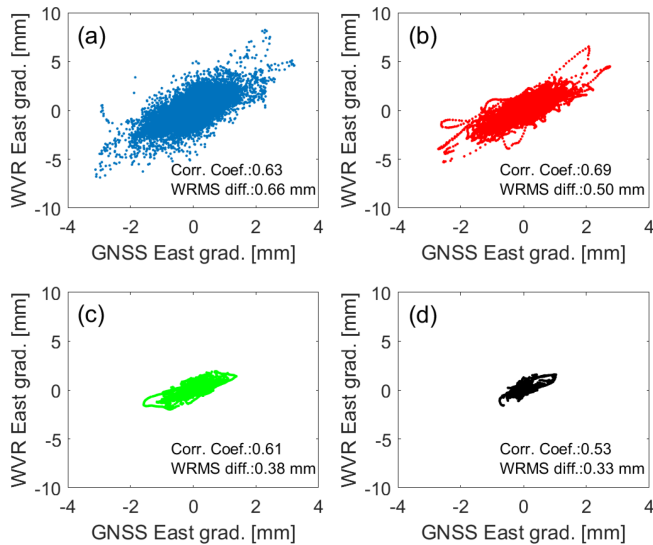 (a)
WVR East grad. [mm]
10
5
0
-5
-10
Corr. Coef.:0.63
WRMS diff.:0.66 mm
-4 -2 0 2 4
GNSS East grad. [mm]
(b)
WVR East grad. [mm]
10
5
0
-5
-10
Corr. Coef.:0.69
WRMS diff.:0.50 mm
-4 -2 0 2 4
GNSS East grad. [mm]
(c)
WVR East grad. [mm]
10
5
0
-5
-10
Corr. Coef.:0.61
WRMS diff.:0.38 mm
-4 -2 0 2 4
GNSS East grad. [mm]
(d)
WVR East grad. [mm]
10
5
0
-5
-10
Corr. Coef.:0.53
WRMS diff.:0.33 mm
-4 -2 0 2 4
GNSS East grad. [mm]